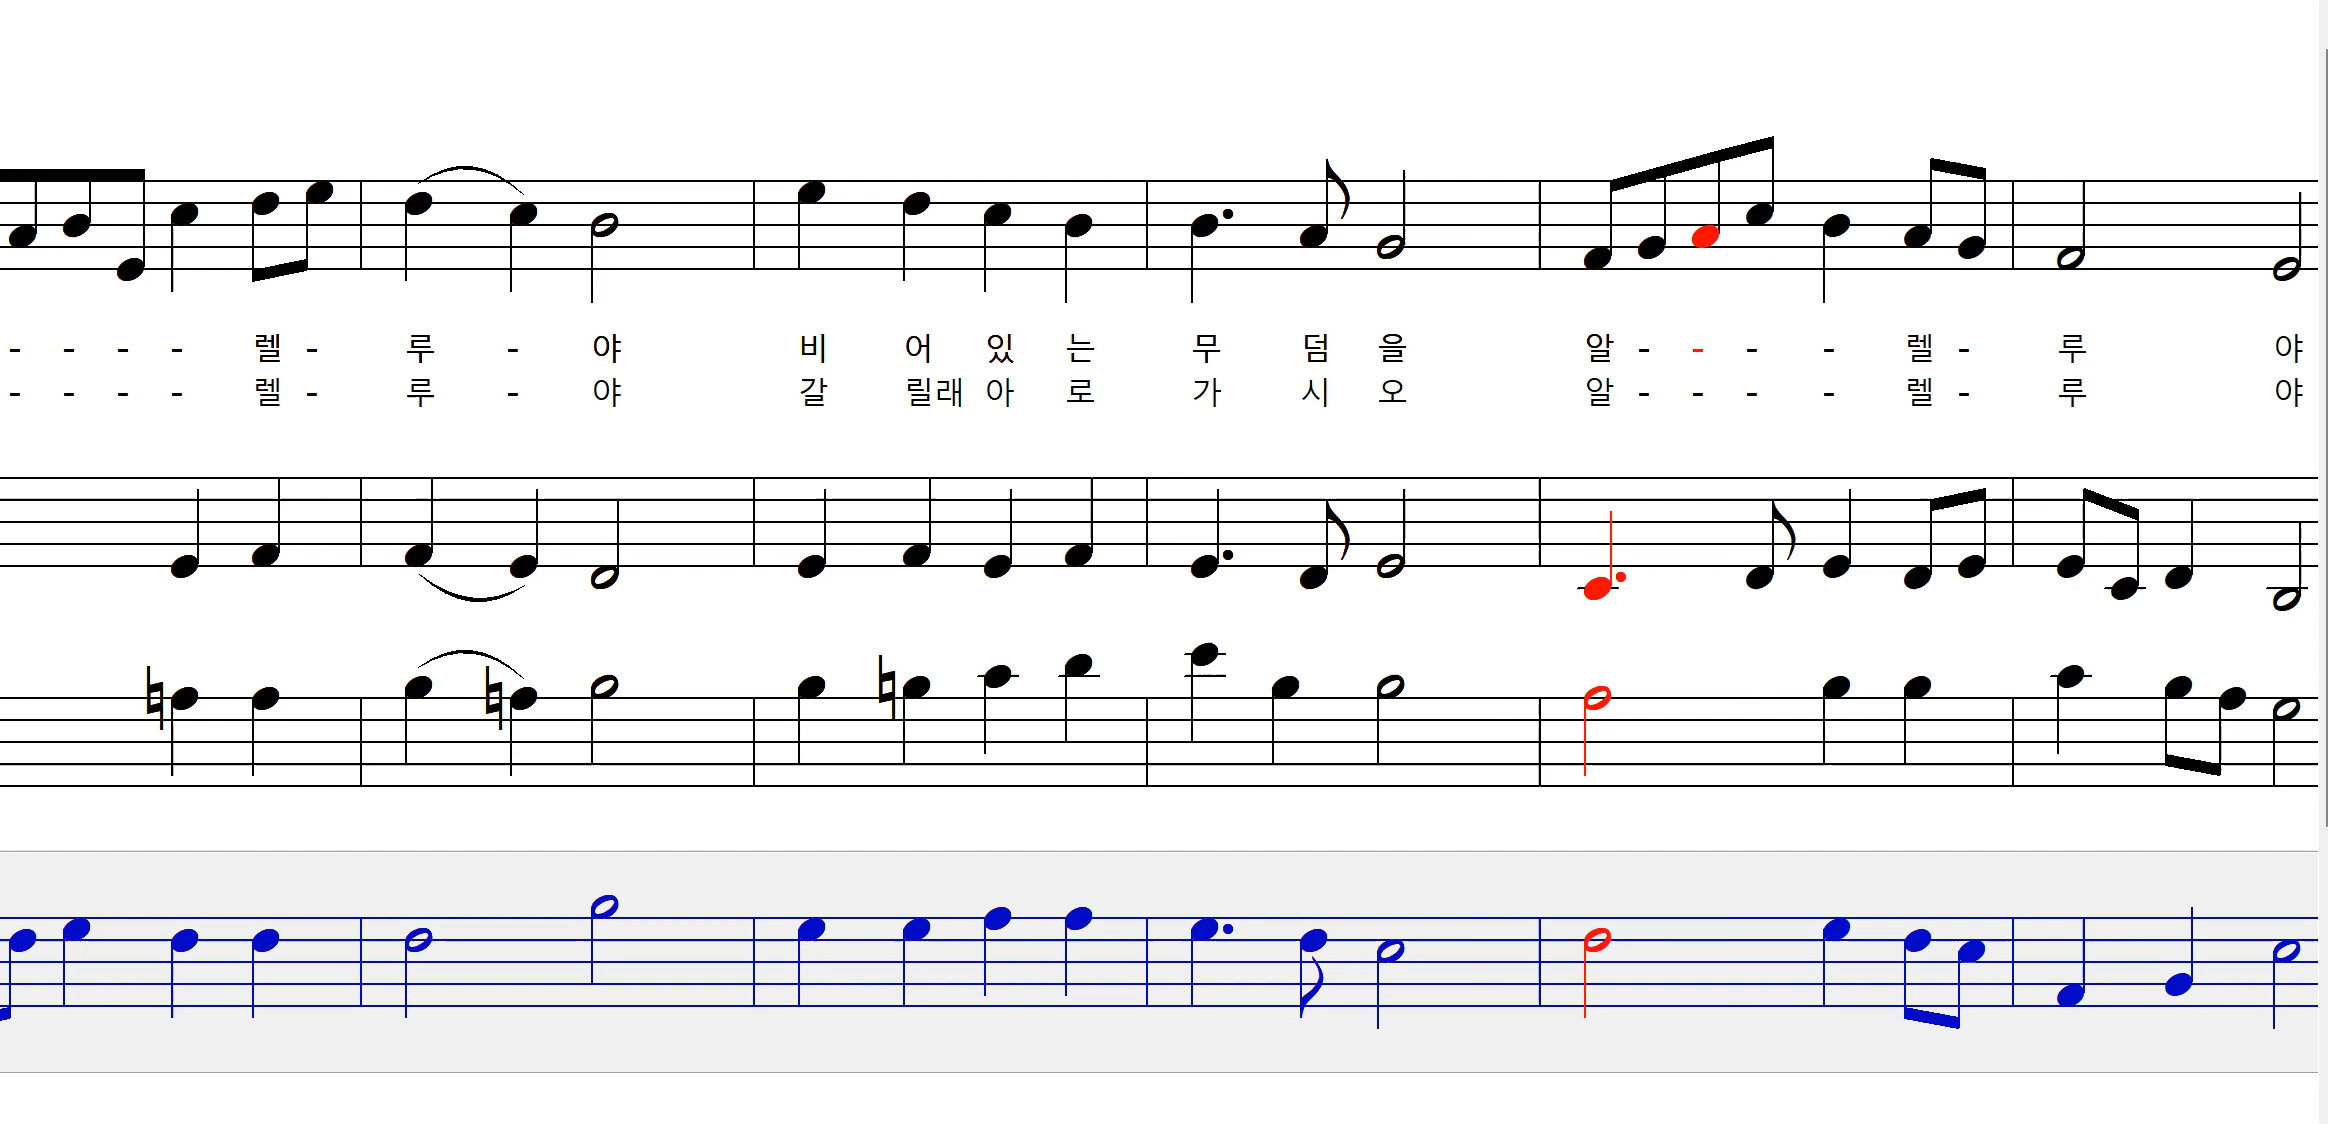 - - - - 렐 - 루 - 야 비 어 있 는 무 덤 을 알 - - - - 렐 - 루 야
- - - - 렐 - 루 - 야 갈 릴래 아 로 가 시 오 알 - - - - 렐 - 루 야